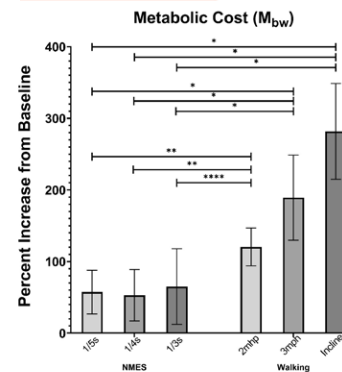 Metabolic Cost (Mbw)
Percent Increase from Baseline
400
300
200
100
0
*
*
*
*
*
*
**
**
****
1/5s
1/4s
1/3s
2mhp
3mph
Incline
NMES
Walking